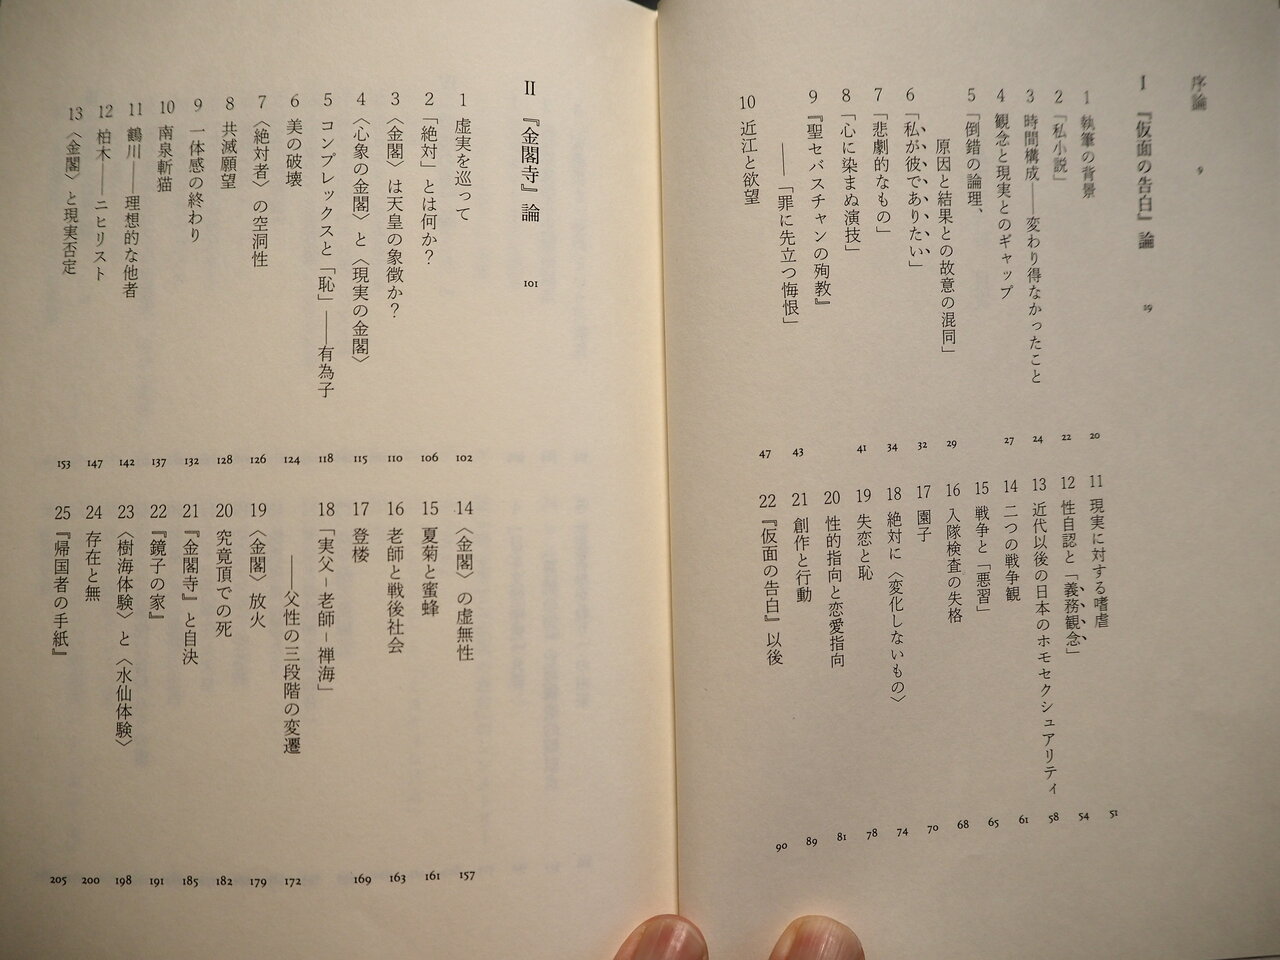 序論 9
Ⅰ 『仮面の告白』論 19
1 執筆の背景 20
2 「私小説」 22
3 時間構成——変わり得なかったこと 24
4 観念と現実とのギャップ 27
5 「倒錯の論理、
原因と結果との故意の混同」 29
6 「私が彼でありたい」 32
7 「悲劇的なもの」 34
8 「心に染まぬ演技」 41
9 『聖セバスチャンの殉教』
——「罪に先立つ悔恨」 43
10 近江と欲望 47
11 現実に対する嗜虐 51
12 性自認と「義務観念」 54
13 近代以後の日本のホモセクシュアリティ 58
14 二つの戦争観 61
15 戦争と「悪習」 65
16 入隊検査の失格 68
17 園子 70
18 絶対に〈変化しないもの〉 74
19 失恋と恥 78
20 性的指向と恋愛指向 81
21 創作と行動 89
22 『仮面の告白』以後 90
Ⅱ 『金閣寺』論 101
1 虚実を巡って 102
2 「絶対」とは何か? 106
3 〈金閣〉は天皇の象徴か? 110
4 〈心象の金閣〉と〈現実の金閣〉 115
5 コンプレックスと「恥」——有為子 118
6 美の破壊 124
7 〈絶対者〉の空洞性 126
8 共滅願望 128
9 一体感の終わり 132
10 南泉斬猫 137
11 鶴川——理想的な他者 142
12 柏木——ニヒリスト 147
13 〈金閣〉と現実否定 153
14 〈金閣〉の虚無性 157
15 夏菊と蜜蜂 161
16 老師と戦後社会 163
17 登楼 169
18 「実父–老師–禅海」
——父性の三段階の変遷 172
19 〈金閣〉放火 179
20 究竟頂での死 182
21 『金閣寺』と自決 185
22 『鏡子の家』 191
23 〈樹海体験〉と〈水仙体験〉 198
24 存在と無 200
25 『帰国者の手紙』 205